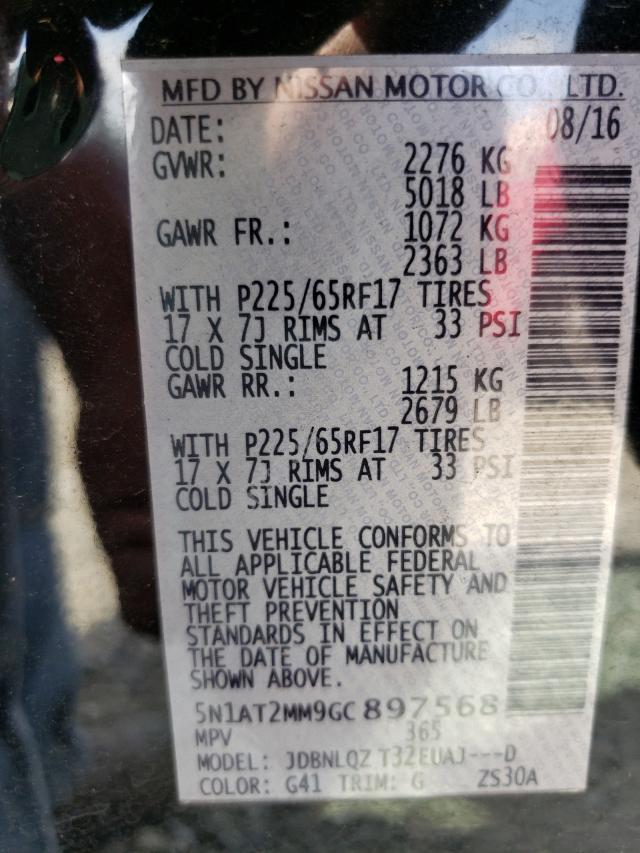 MFD BY NISSAN MOTOR CO., LTD.
DATE: 08/16
GVWR: 2276 KG
5018 LB
GAWR FR.: 1072 KG
2363 LB
WITH P225/65RF17 TIRES
17 X 7J RIMS AT 33 PSI
COLD SINGLE
GAWR RR.: 1215 KG
2679 LB
WITH P225/65RF17 TIRES
17 X 7J RIMS AT 33 PSI
COLD SINGLE
THIS VEHICLE CONFORMS TO
ALL APPLICABLE FEDERAL
MOTOR VEHICLE SAFETY AND
THEFT PREVENTION
STANDARDS IN EFFECT ON
THE DATE OF MANUFACTURE
SHOWN ABOVE.
5N1AT2MM9GC897568
MPV 365
MODEL: JDBNLQZ T32EUAJ---D
COLOR: G41 TRIM: G ZS30A